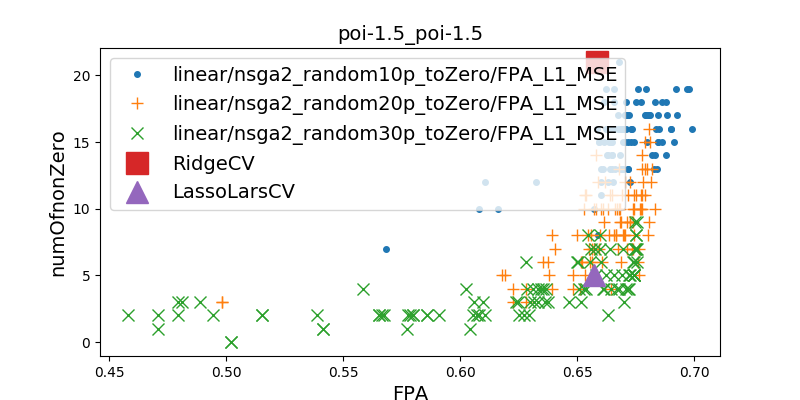 poi-1.5_poi-1.5
linear/nsga2_random10p_toZero/FPA_L1_MSE
linear/nsga2_random20p_toZero/FPA_L1_MSE
linear/nsga2_random30p_toZero/FPA_L1_MSE
RidgeCV
LassoLarsCV
numOfnonZero
20
15
10
5
0
0.45 0.50 0.55 0.60 0.65 0.70
FPA